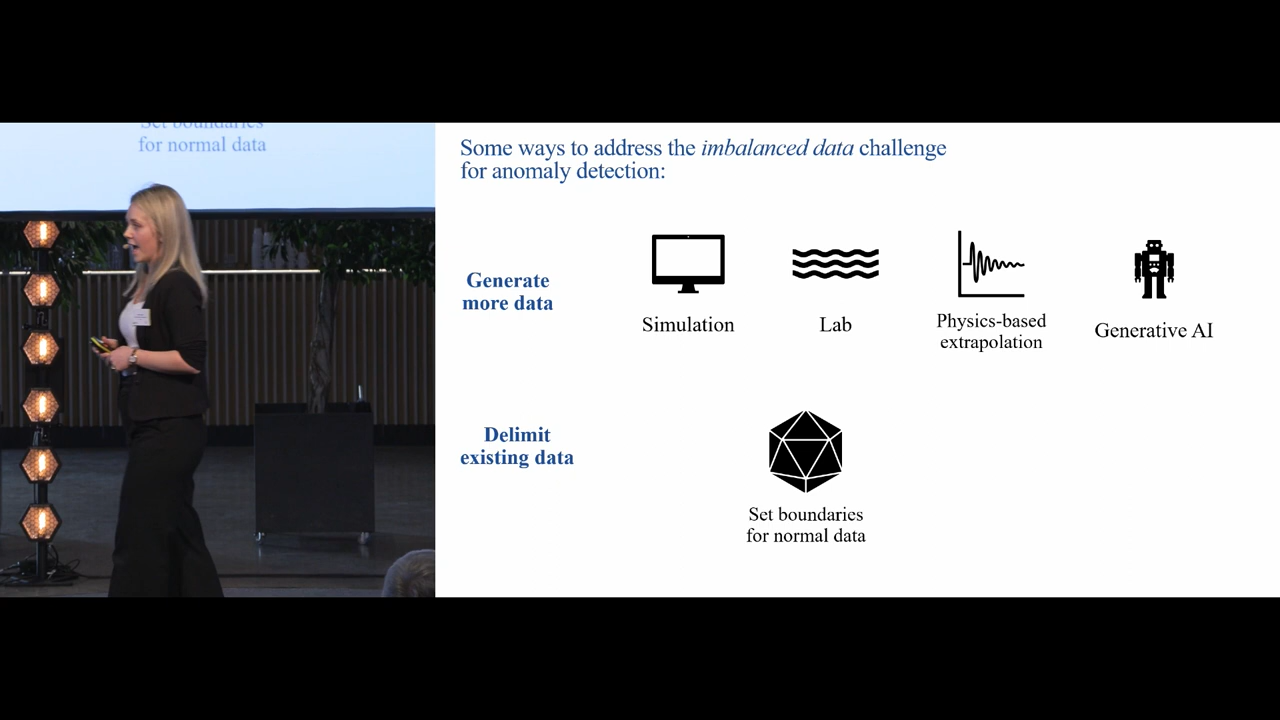 Set boundaries
for normal data
Some ways to address the imbalanced data challenge
for anomaly detection:
Generate
more data
Simulation
Lab
Physics-based
extrapolation
Generative AI
Delimit
existing data
Set boundaries
for normal data